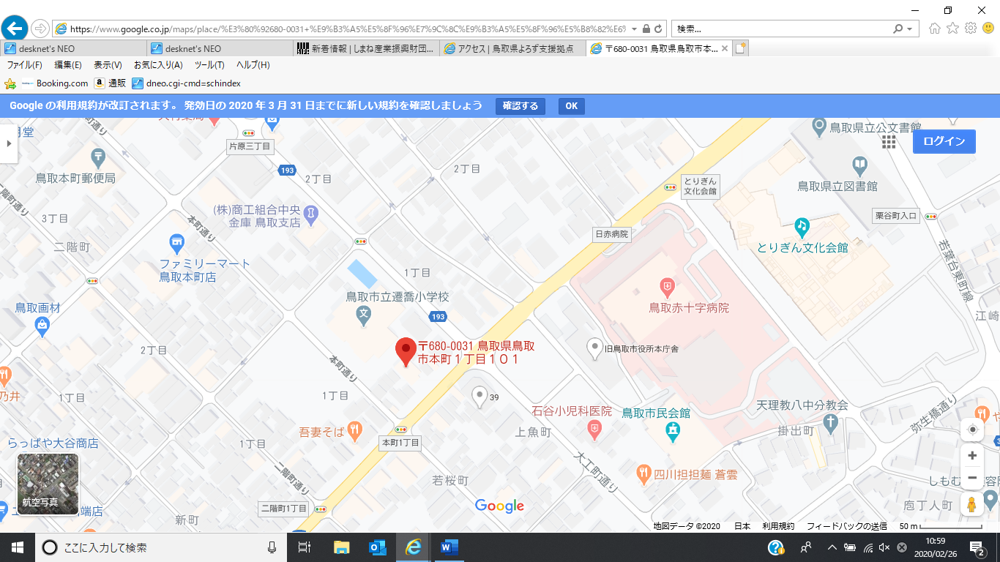 https://www.google.co.jp/maps/place/%E3%80%92680-0031+%E9%B3%A5%E5%8F%96%E7%9C%8C%E9%B3%A5%E5%8F%96%E5%B8%82%E6%
検索...
desknet's NEO
desknet's NEO
新着情報 | しまね産業振興財団...
アクセス | 鳥取県よろず支援拠点
〒680-0031 鳥取県鳥取市本...
ファイル(F) 編集(E) 表示(V) お気に入り(A) ツール(T) ヘルプ(H)
Booking.com 通販 dneo.cgi-cmd=schindex
Google の利用規約が改訂されます。 発効日の 2020 年 3 月 31 日までに新しい規約を確認しましょう
確認する
OK
ログイン
鳥取県立公文書館
片原三丁目
193
2丁目
2丁目
とりぎん
文化会館
鳥取本町郵便局
鳥取県立図書館
二階町通り
3丁目
本町通り
(株)商工組合中央
金庫 鳥取支店
栗谷町入口
日赤病院
二階町
とりぎん文化会館
若葉台東町線
ファミリーマート
鳥取本町店
1丁目
鳥取市立遷喬小学校
193
鳥取赤十字病院
鳥取画材
江崎
〒680-0031 鳥取県鳥取
市本町１丁目１０１
旧鳥取市役所本庁舎
2丁目
本町通り
乃井
1丁目
1丁目
39
石谷小児科医院
鳥取市民会館
天理教八中分教会
弥生橋通り
掛出町
上魚町
吾妻そば
本町1丁目
らっぱや大谷商店
1丁目
二階町通り
大工町通り
四川担担麺 蒼雲
若桜町
航空写真
二階町1丁目
新町
Google
庖丁人町
地図データ ©2020 日本 利用規約 フィードバックの送信 50 m
ここに入力して検索
10:59
2020/02/26
2